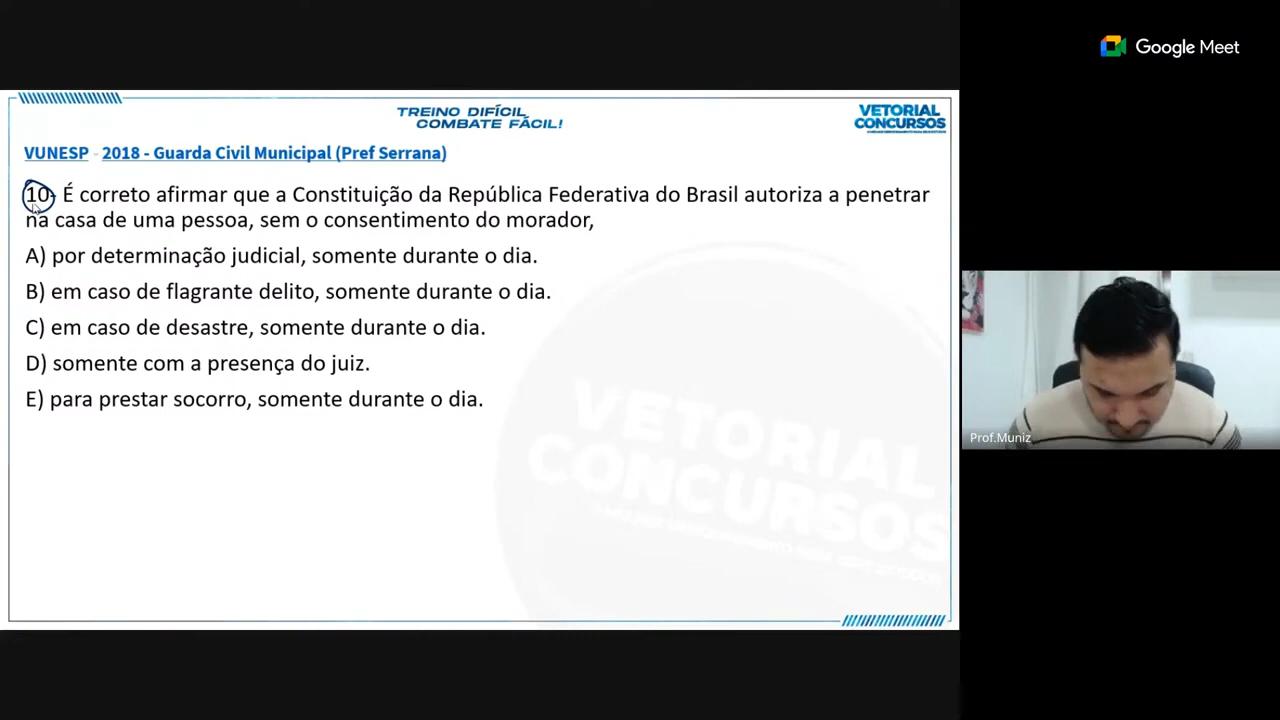 Google Meet
TREINO DIFÍCIL
COMBATE FÁCIL!
VETORIAL
CONCURSOS
VUNESP - 2018 - Guarda Civil Municipal (Pref Serrana)
10- É correto afirmar que a Constituição da República Federativa do Brasil autoriza a penetrar
na casa de uma pessoa, sem o consentimento do morador,
A) por determinação judicial, somente durante o dia.
B) em caso de flagrante delito, somente durante o dia.
C) em caso de desastre, somente durante o dia.
D) somente com a presença do juiz.
E) para prestar socorro, somente durante o dia.
VETORIAL
CONCURSOS
Prof.Muniz